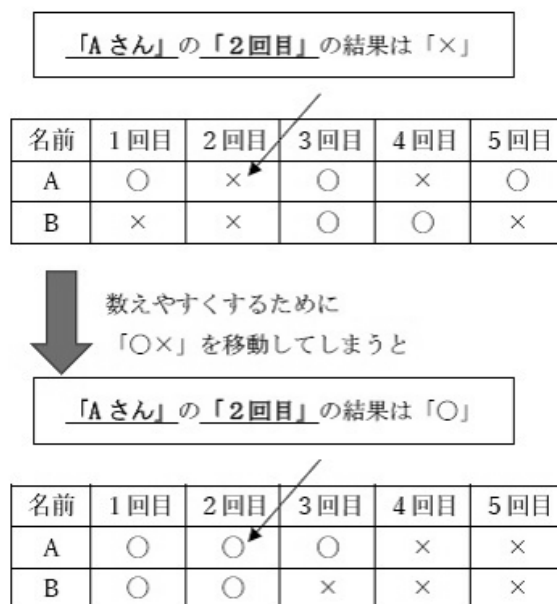 「Aさん」の「2回目」の結果は「×」
名前 1回目 2回目 3回目 4回目 5回目
A ○ × ○ × ○
B × × ○ ○ ×
数えやすくするために
「○×」を移動してしまうと
「Aさん」の「2回目」の結果は「○」
名前 1回目 2回目 3回目 4回目 5回目
A ○ ○ ○ × ×
B ○ ○ × × ×